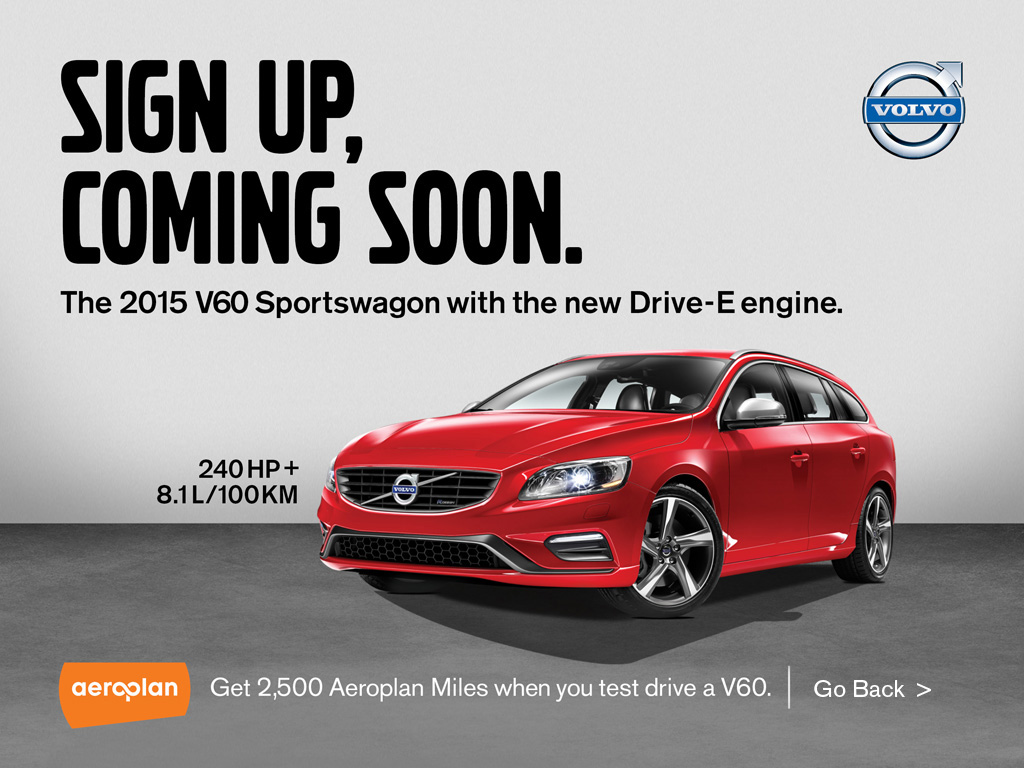 SIGN UP,
COMING SOON.
VOLVO
The 2015 V60 Sportswagon with the new Drive-E engine.
240 HP +
8.1 L/100 KM
VOLVO
aeroplan
Get 2,500 Aeroplan Miles when you test drive a V60.
Go Back >